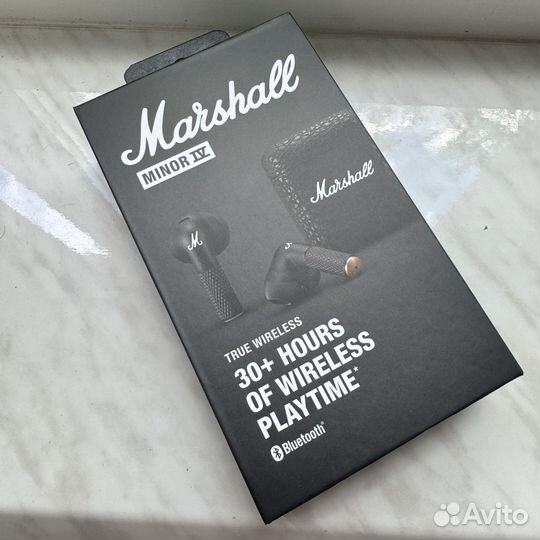 Marshall
MINOR IV
Marshall
M
TRUE WIRELESS
30+ HOURS
OF WIRELESS
PLAYTIME*
Bluetooth®
Avito